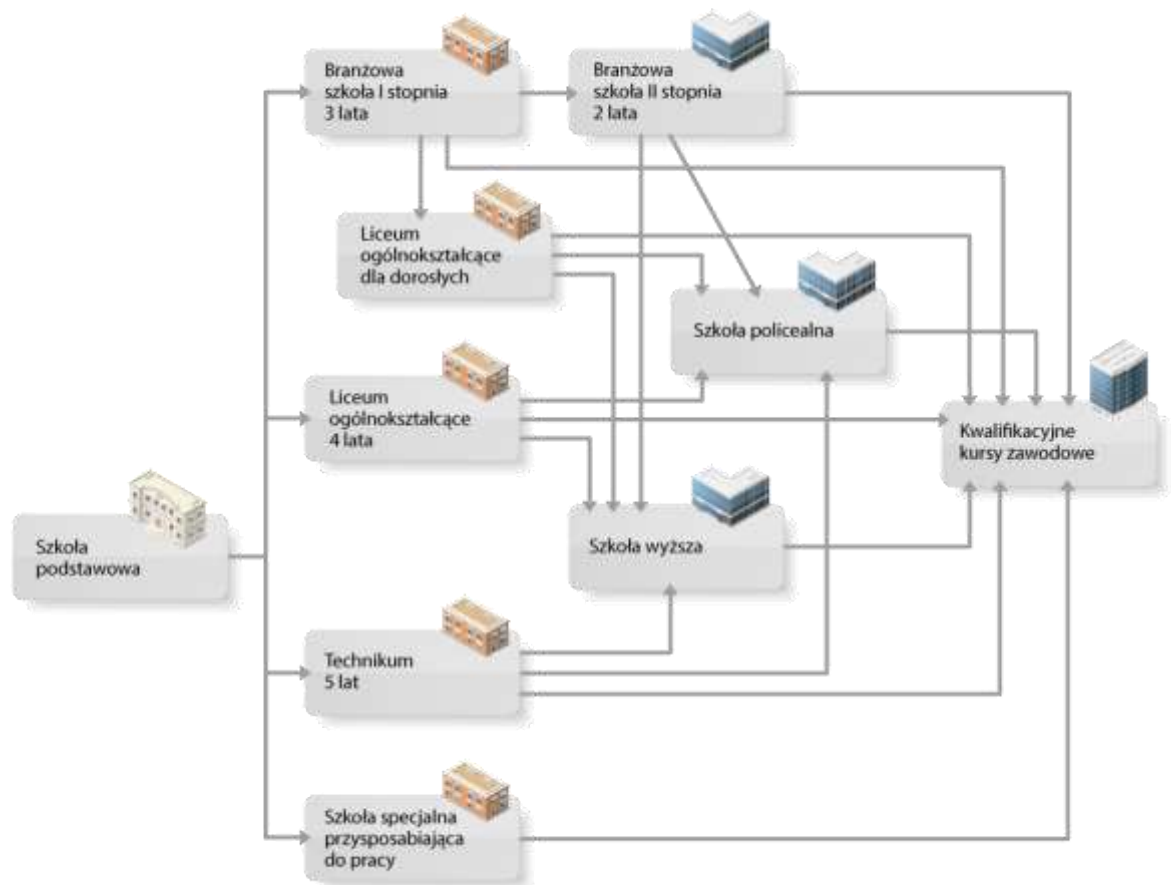 Branżowa
szkoła I stopnia
3 lata
Branżowa
szkoła II stopnia
2 lata
Liceum
ogólnokształcące
dla dorosłych
Szkoła policealna
Liceum
ogólnokształcące
4 lata
Kwalifikacyjne
kursy zawodowe
Szkoła
podstawowa
Szkoła wyższa
Technikum
5 lat
Szkoła specjalna
przysposabiająca
do pracy